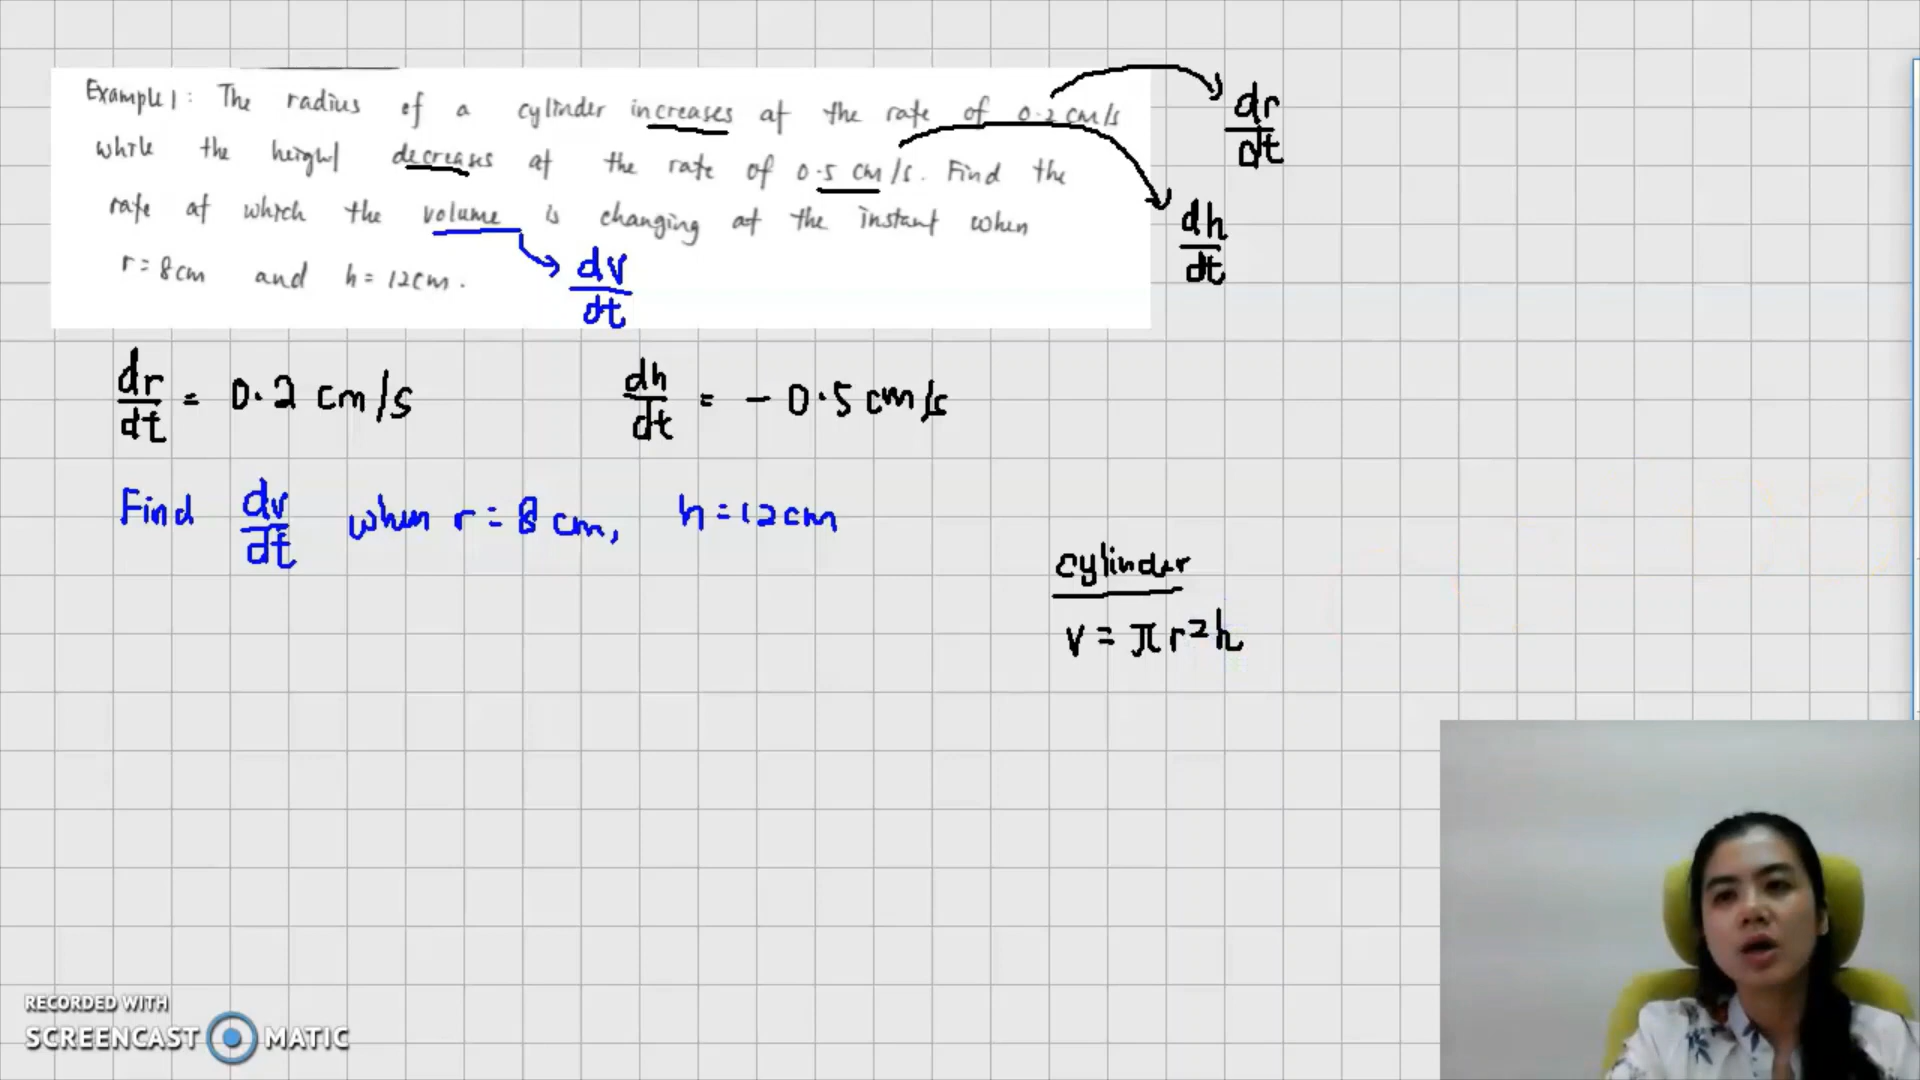 Example 1: The radius of a cylinder increases at the rate of 0.2 cm/s
while the height decreases at the rate of 0.5 cm/s. Find the
rate at which the volume is changing at the instant when
r = 8cm and h = 12cm.
dr/dt
dh/dt
dv/dt
dr/dt = 0.2 cm/s dh/dt = - 0.5 cm/s
Find dv/dt when r = 8 cm, h = 12cm
cylinder
v = πr²h
RECORDED WITH
SCREENCAST MATIC